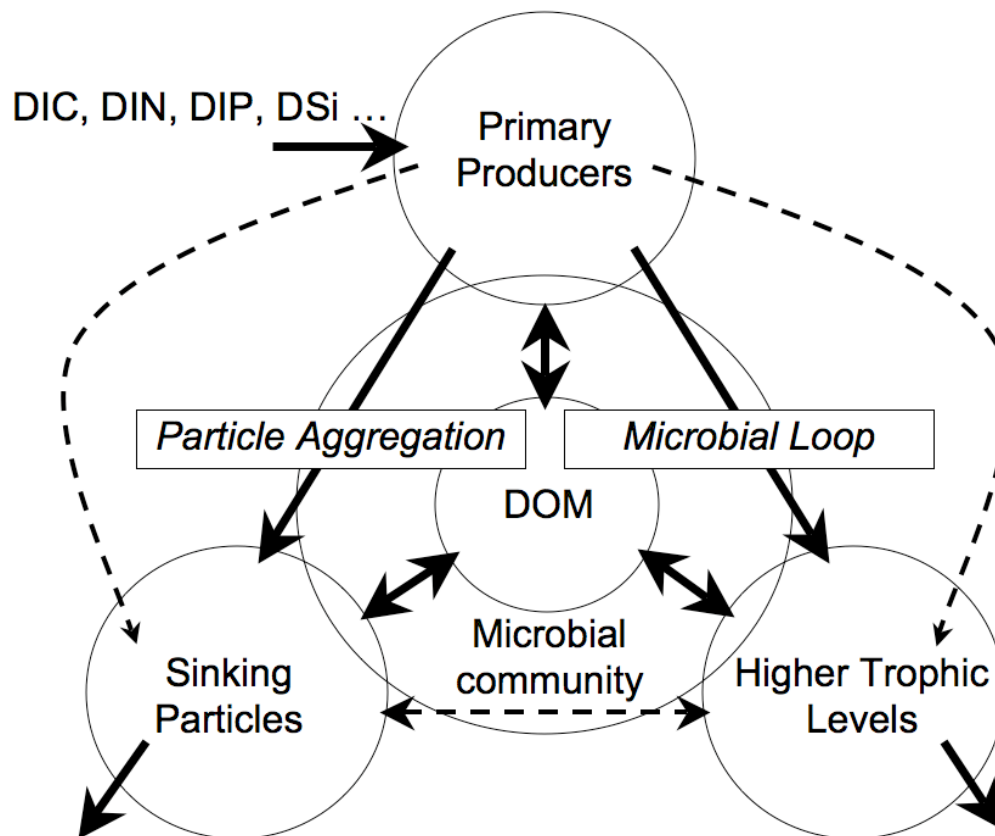 DIC, DIN, DIP, DSi ...
Primary
Producers
Particle Aggregation
Microbial Loop
DOM
Microbial
community
Sinking
Particles
Higher Trophic
Levels